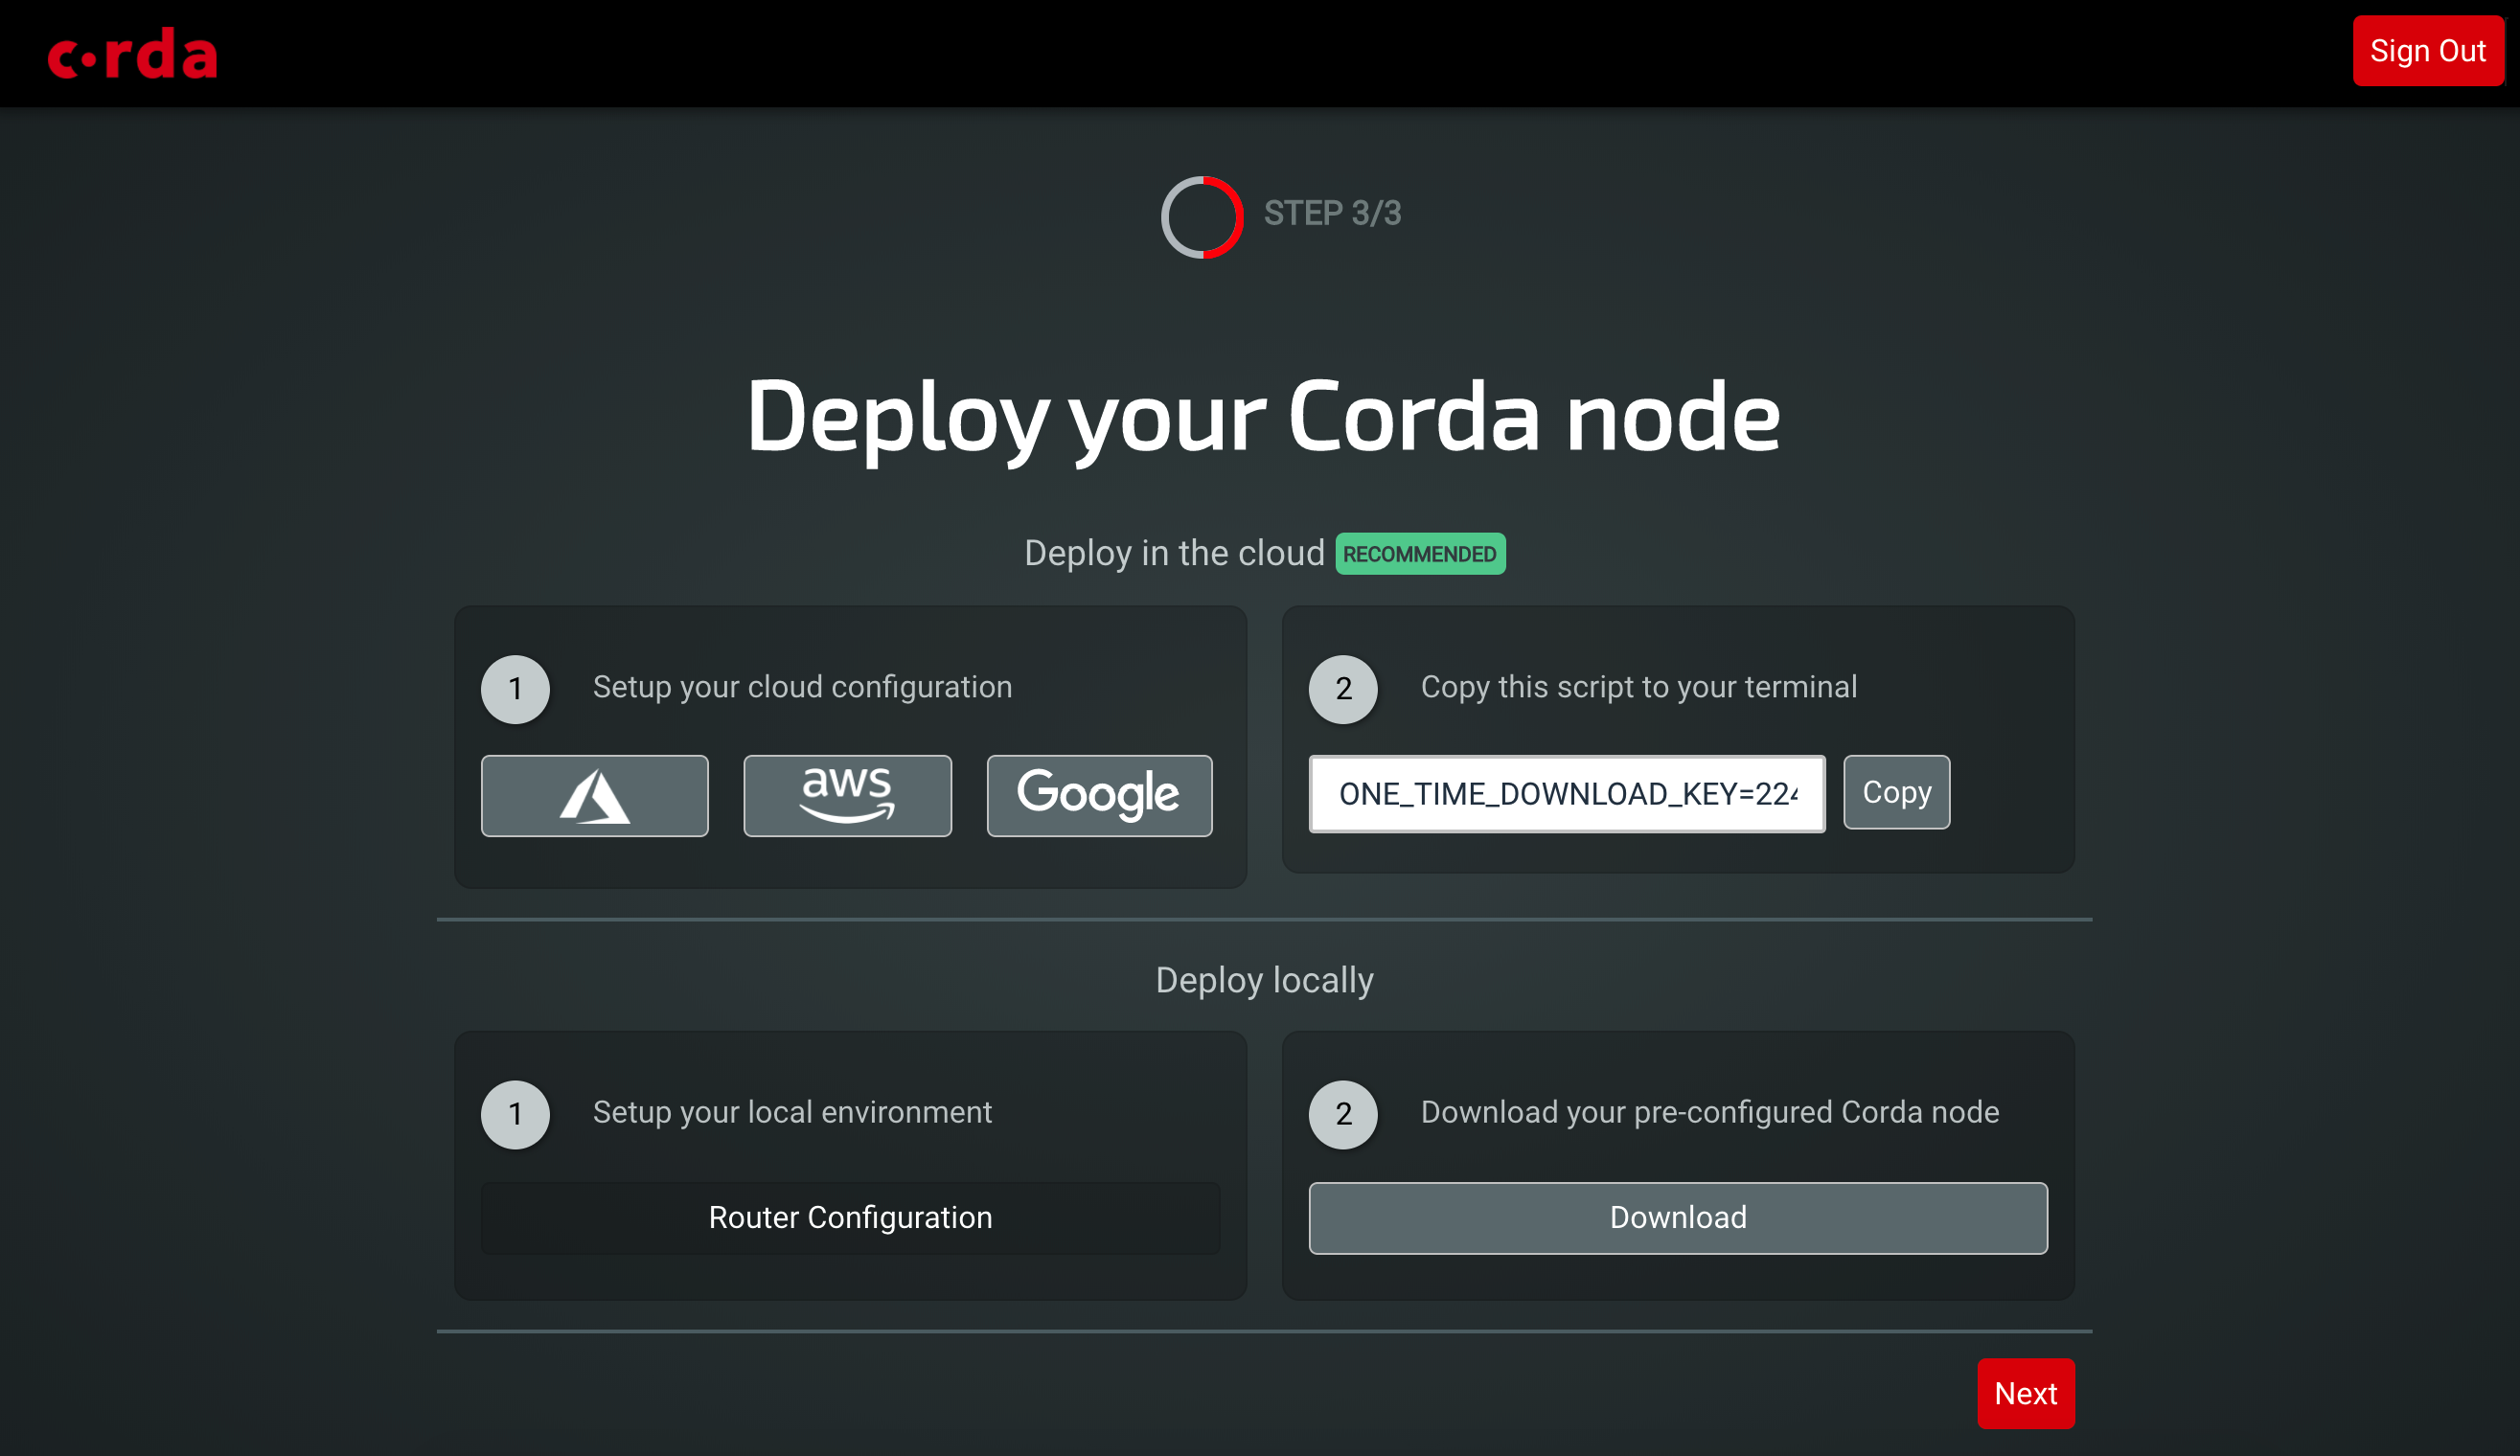 corda
Sign Out
STEP 3/3
Deploy your Corda node
Deploy in the cloud RECOMMENDED
1 Setup your cloud configuration
aws Google
2 Copy this script to your terminal
ONE_TIME_DOWNLOAD_KEY=22 Copy
Deploy locally
1 Setup your local environment
Router Configuration
2 Download your pre-configured Corda node
Download
Next